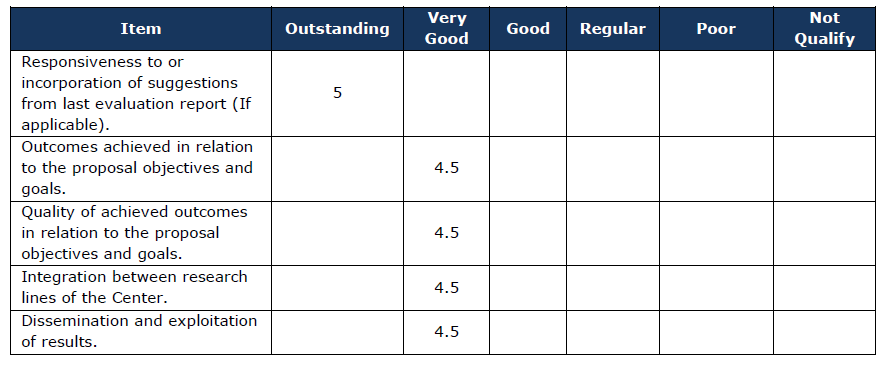 Item Outstanding Very Good Good Regular Poor Not Qualify
Responsiveness to or
incorporation of suggestions
from last evaluation report (If
applicable).
5
Outcomes achieved in relation
to the proposal objectives and
goals.
4.5
Quality of achieved outcomes
in relation to the proposal
objectives and goals.
4.5
Integration between research
lines of the Center.
4.5
Dissemination and exploitation
of results.
4.5